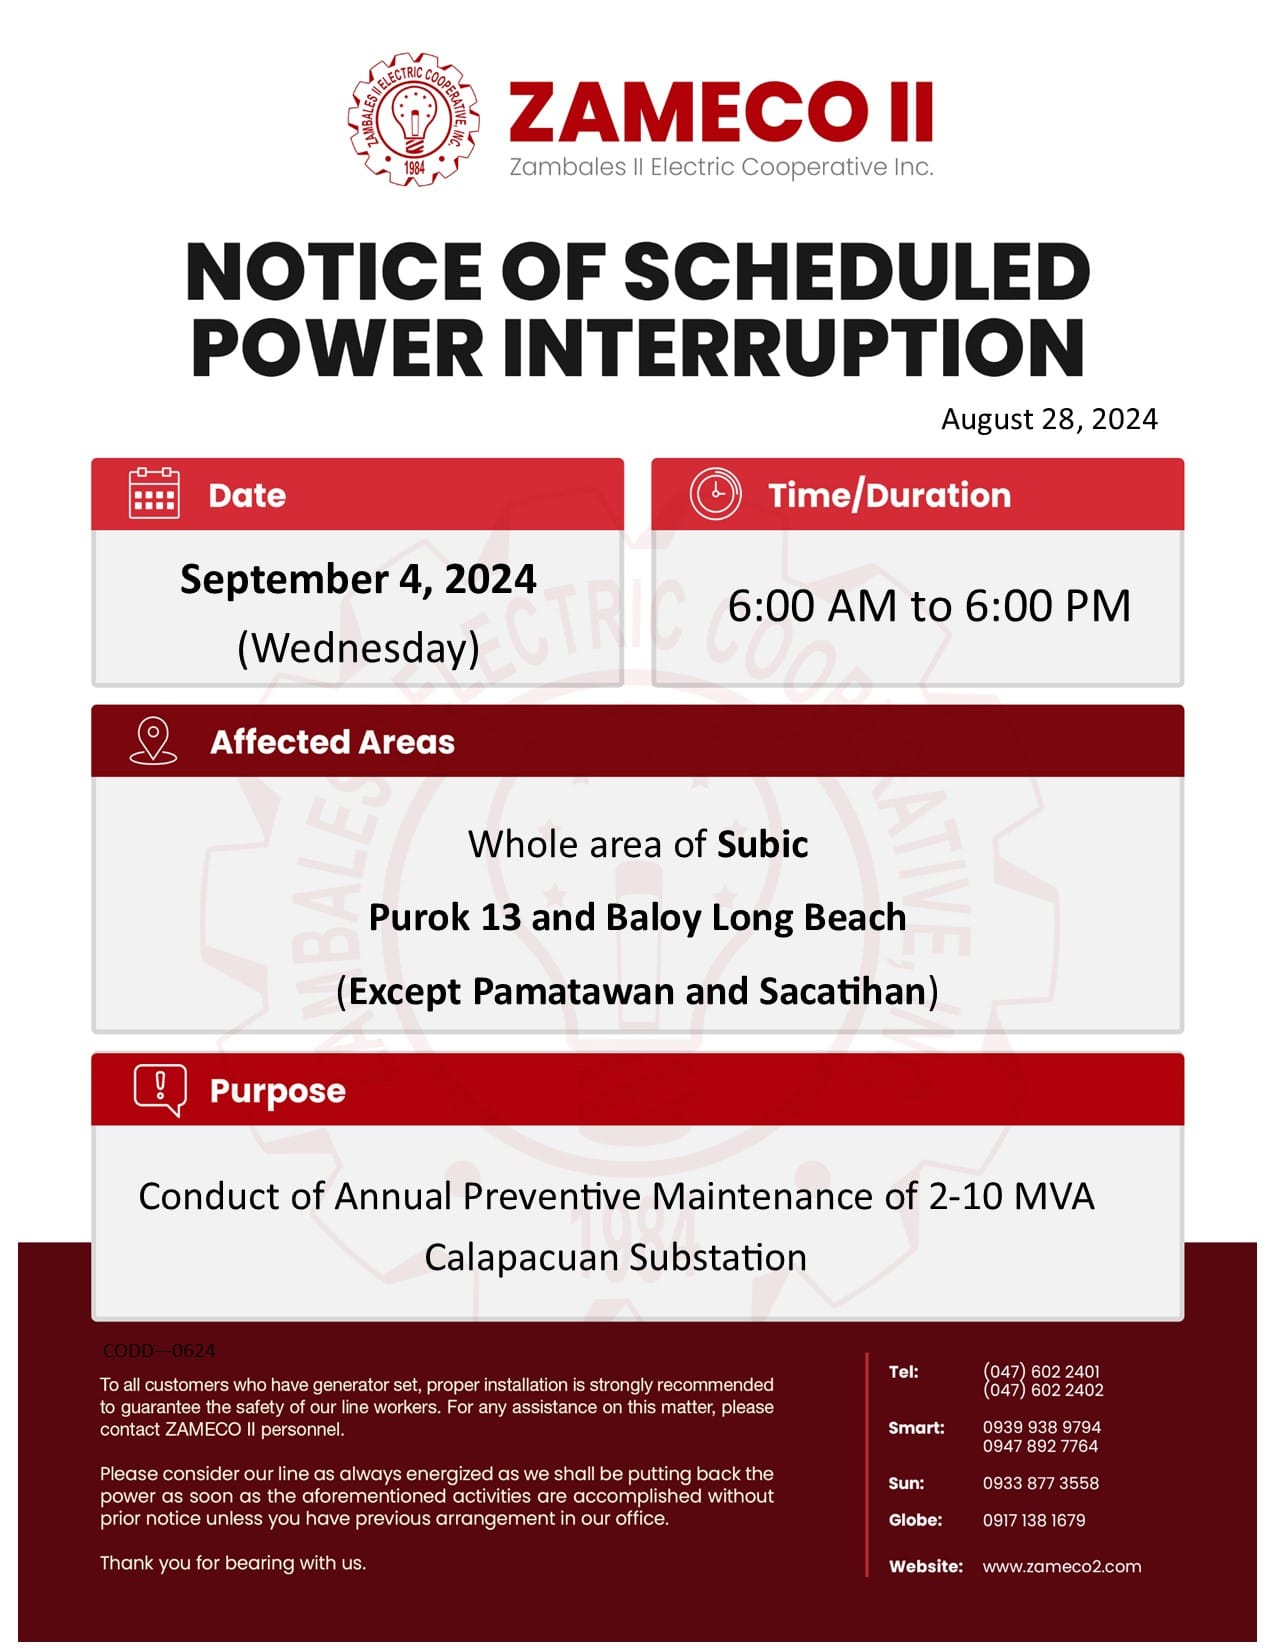 ZAMBALES II ELECTRIC COOPERATIVE, INC.
1984
ZAMECO II
Zambales II Electric Cooperative Inc.
NOTICE OF SCHEDULED
POWER INTERRUPTION
August 28, 2024
Date
September 4, 2024
(Wednesday)
Time/Duration
6:00 AM to 6:00 PM
Affected Areas
Whole area of Subic
Purok 13 and Baloy Long Beach
(Except Pamatawan and Sacatihan)
Purpose
Conduct of Annual Preventive Maintenance of 2-10 MVA
Calapacuan Substation
CODD—0624
To all customers who have generator set, proper installation is strongly recommended
to guarantee the safety of our line workers. For any assistance on this matter, please
contact ZAMECO II personnel.
Please consider our line as always energized as we shall be putting back the
power as soon as the aforementioned activities are accomplished without
prior notice unless you have previous arrangement in our office.
Thank you for bearing with us.
Tel: (047) 602 2401
(047) 602 2402
Smart: 0939 938 9794
0947 892 7764
Sun: 0933 877 3558
Globe: 0917 138 1679
Website: www.zameco2.com